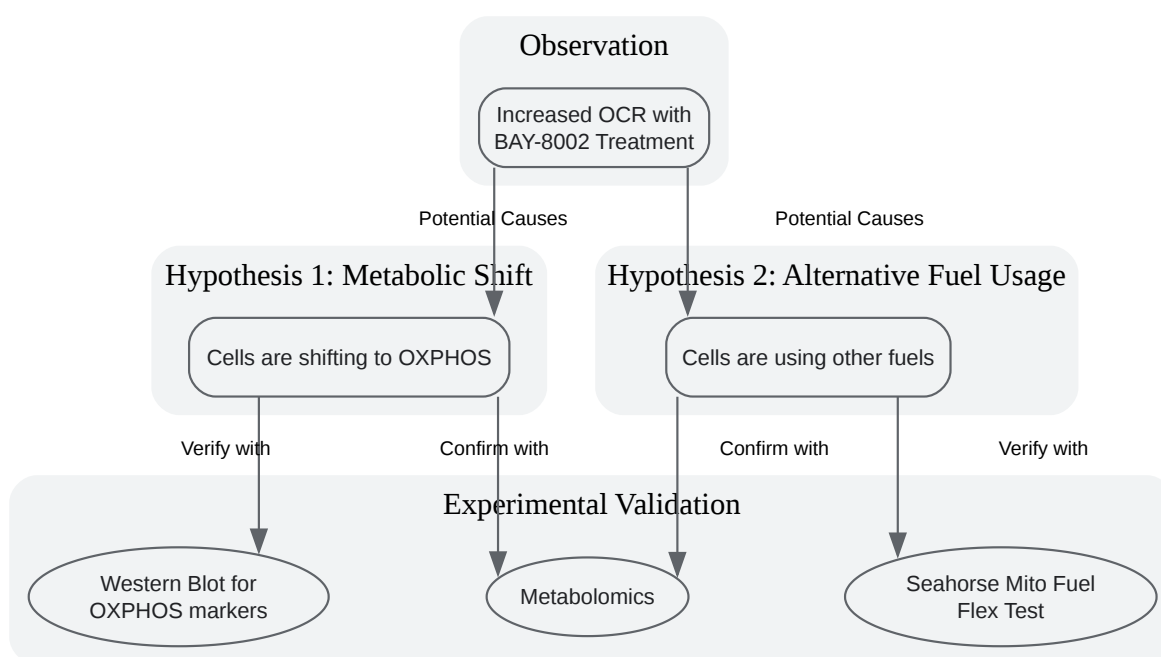 Observation
Increased OCR with
BAY-8002 Treatment
Potential Causes
Potential Causes
Hypothesis 1: Metabolic Shift
Hypothesis 2: Alternative Fuel Usage
Cells are shifting to OXPHOS
Cells are using other fuels
Verify with
Confirm with
Confirm with
Verify with
Experimental Validation
Western Blot for
OXPHOS markers
Metabolomics
Seahorse Mito Fuel
Flex Test